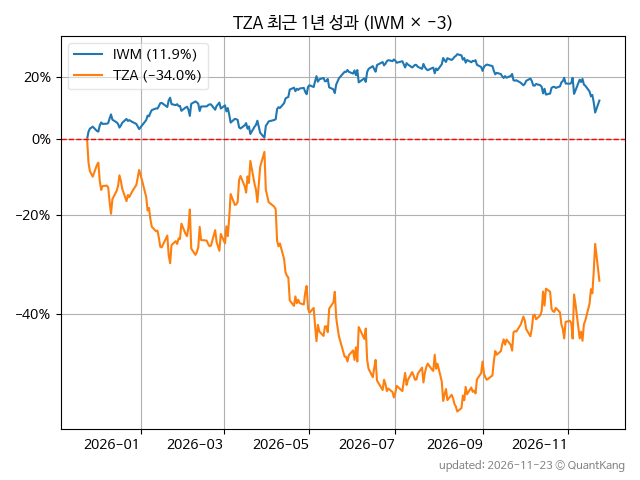 TZA 최근 1년 성과 (IWM × −3)
IWM (11.9%)
TZA (−34.0%)
20%
0%
−20%
−40%
2026−01 2026−03 2026−05 2026−07 2026−09 2026−11
updated: 2026-11-23 © QuantKang